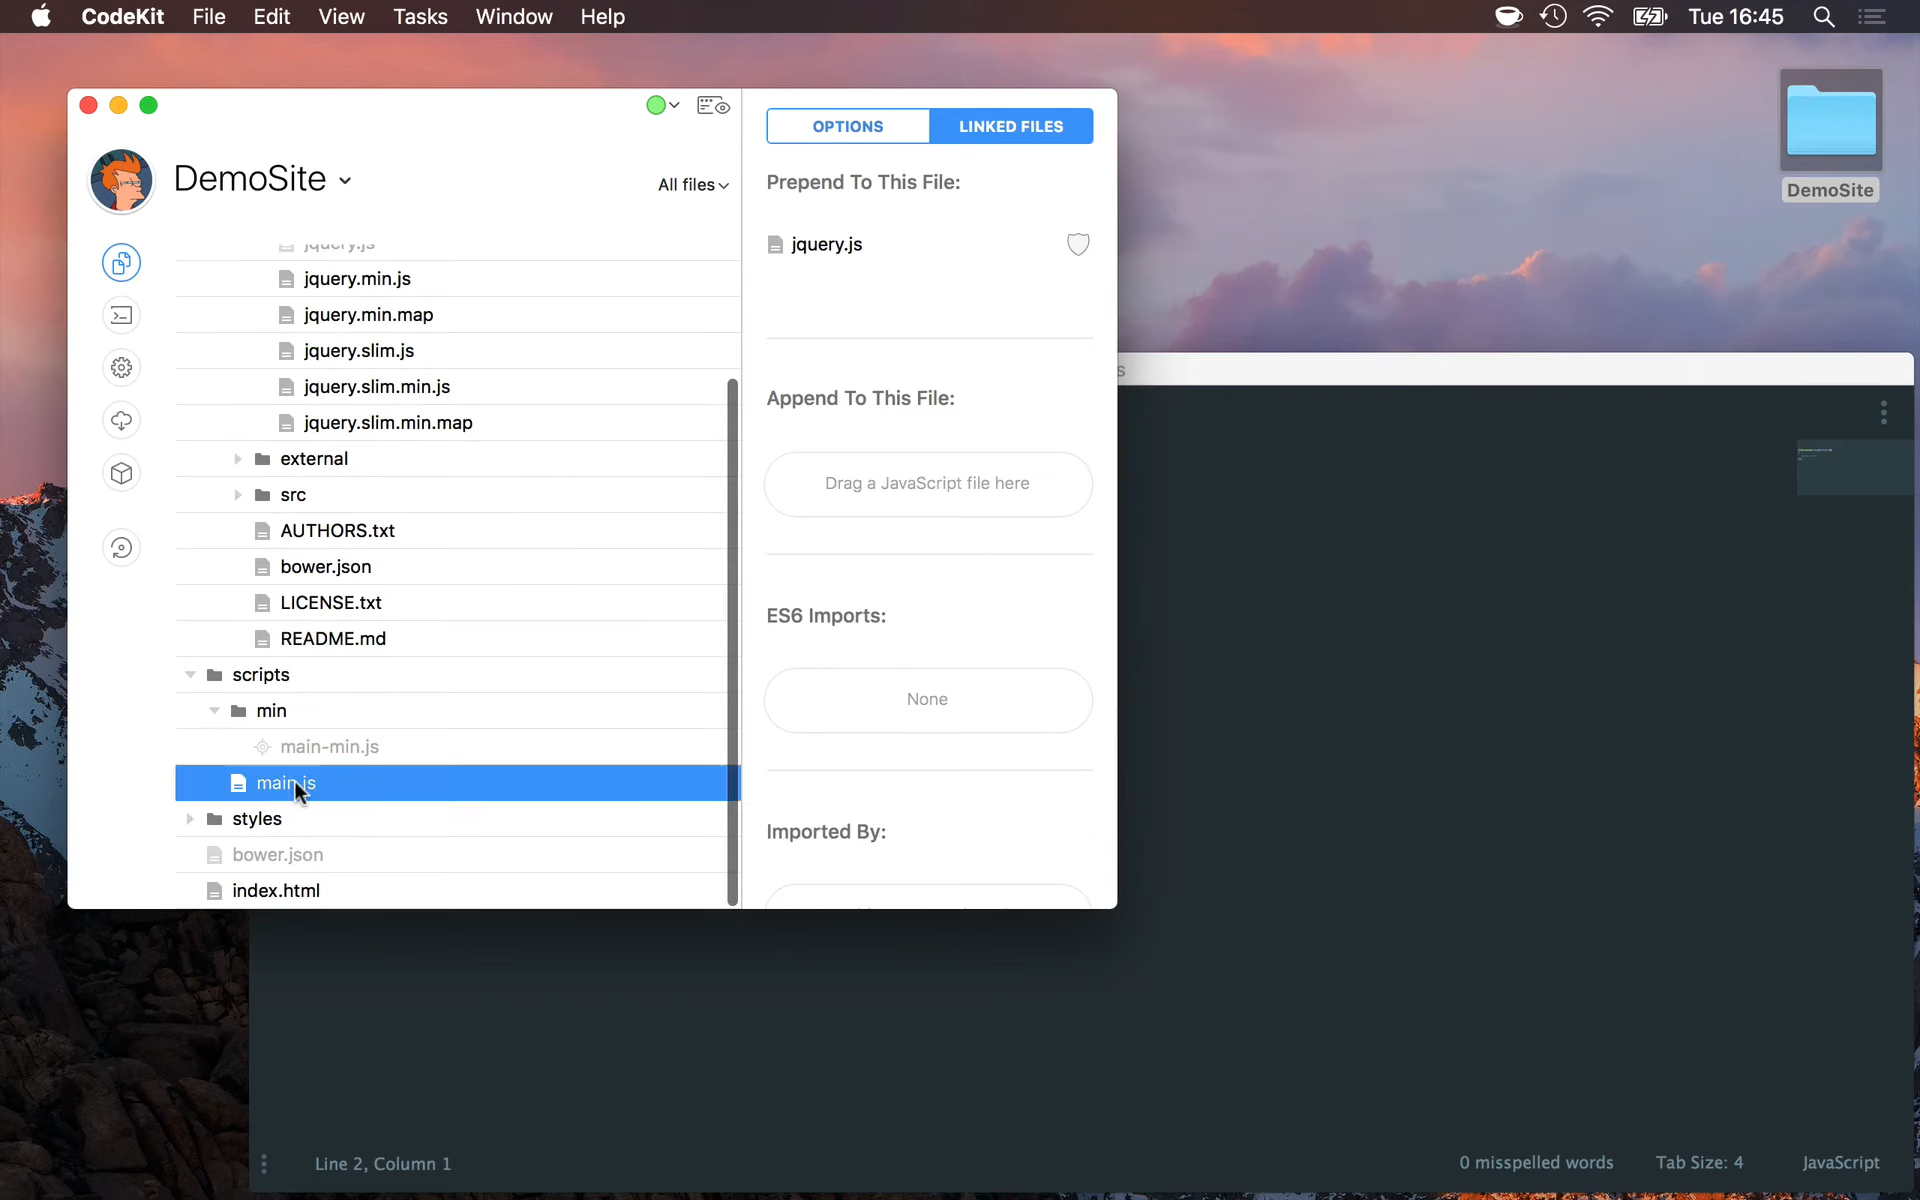 CodeKit File Edit View Tasks Window Help Tue 16:45
DemoSite
DemoSite
All files
jquery.js
jquery.min.js
jquery.min.map
jquery.slim.js
jquery.slim.min.js
jquery.slim.min.map
external
src
AUTHORS.txt
bower.json
LICENSE.txt
README.md
scripts
min
main-min.js
main.js
styles
bower.json
index.html
OPTIONS LINKED FILES
Prepend To This File:
jquery.js
Append To This File:
Drag a JavaScript file here
ES6 Imports:
None
Imported By:
s
Line 2, Column 1
0 misspelled words Tab Size: 4 JavaScript